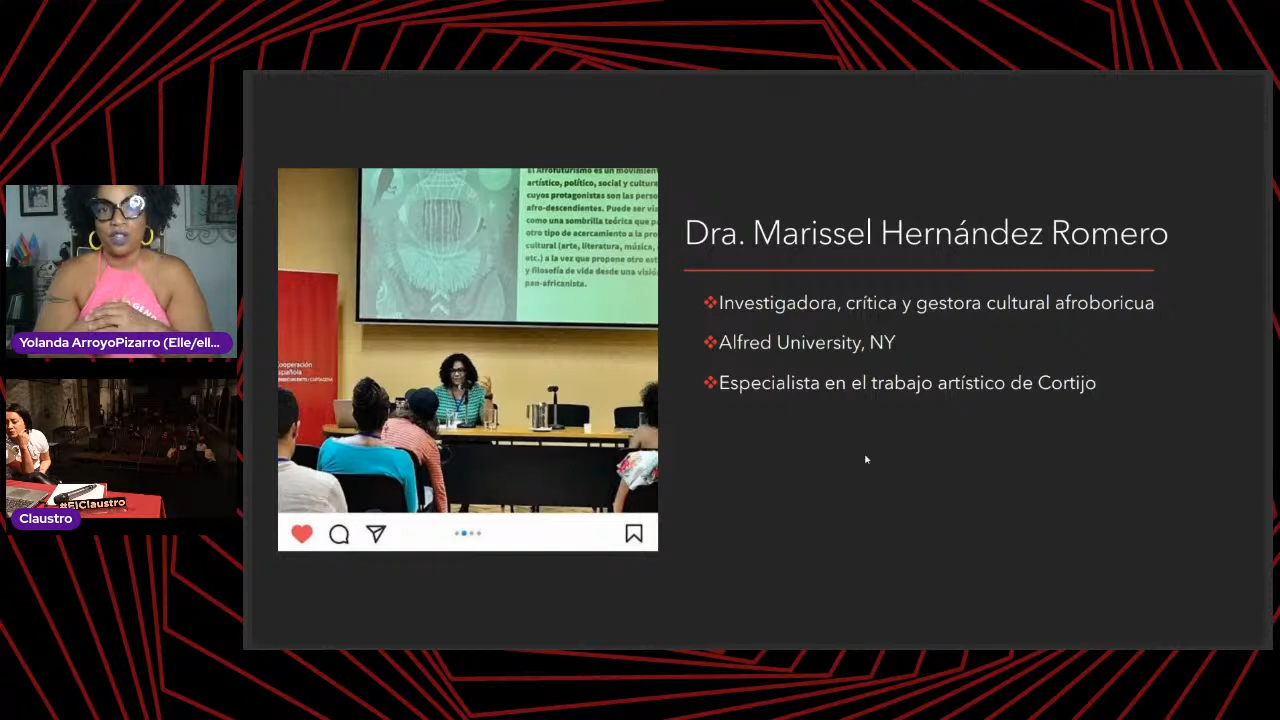 El Afrofuturismo es un movimien
artístico, político, social y cultura
cuyos protagonistas son las perso
afro-descendientes. Puede ser vis
como una sombrilla teórica que p
otro tipo de acercamiento a la pro
cultural (arte, literatura, música,
etc.) a la vez que propone otro est
y filosofía de vida desde una visió
pan-africanista.
ooperación
spañola
Dra. Marissel Hernández Romero
Investigadora, crítica y gestora cultural afroboricua
Alfred University, NY
Especialista en el trabajo artístico de Cortijo
Yolanda ArroyoPizarro (Elle/ell...
#ElClaustro
Claustro